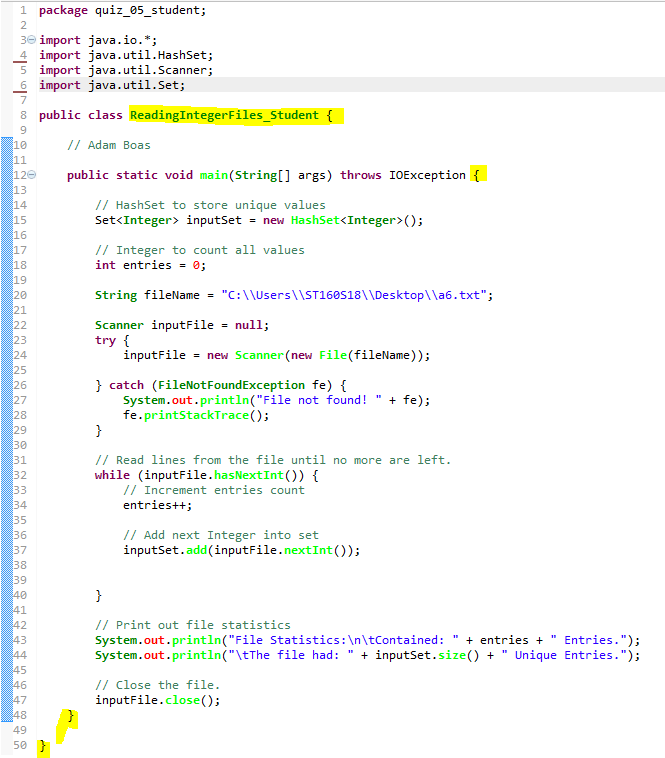 1 package quiz_05_student;
2
3 import java.io.*;
4 import java.util.HashSet;
5 import java.util.Scanner;
6 import java.util.Set;
7
8 public class ReadingIntegerFiles_Student {
9
10     // Adam Boas
11
12     public static void main(String[] args) throws IOException {
13
14         // HashSet to store unique values
15         Set<Integer> inputSet = new HashSet<Integer>();
16
17         // Integer to count all values
18         int entries = 0;
19
20         String fileName = "C:\\Users\\ST160S18\\Desktop\\a6.txt";
21
22         Scanner inputFile = null;
23         try {
24             inputFile = new Scanner(new File(fileName));
25
26         } catch (FileNotFoundException fe) {
27             System.out.println("File not found! " + fe);
28             fe.printStackTrace();
29         }
30
31         // Read lines from the file until no more are left.
32         while (inputFile.hasNextInt()) {
33             // Increment entries count
34             entries++;
35
36             // Add next Integer into set
37             inputSet.add(inputFile.nextInt());
38
39
40         }
41
42         // Print out file statistics
43         System.out.println("File Statistics:\n\tContained: " + entries + " Entries.");
44         System.out.println("\tThe file had: " + inputSet.size() + " Unique Entries.");
45
46         // Close the file.
47         inputFile.close();
48     }
49
50 }